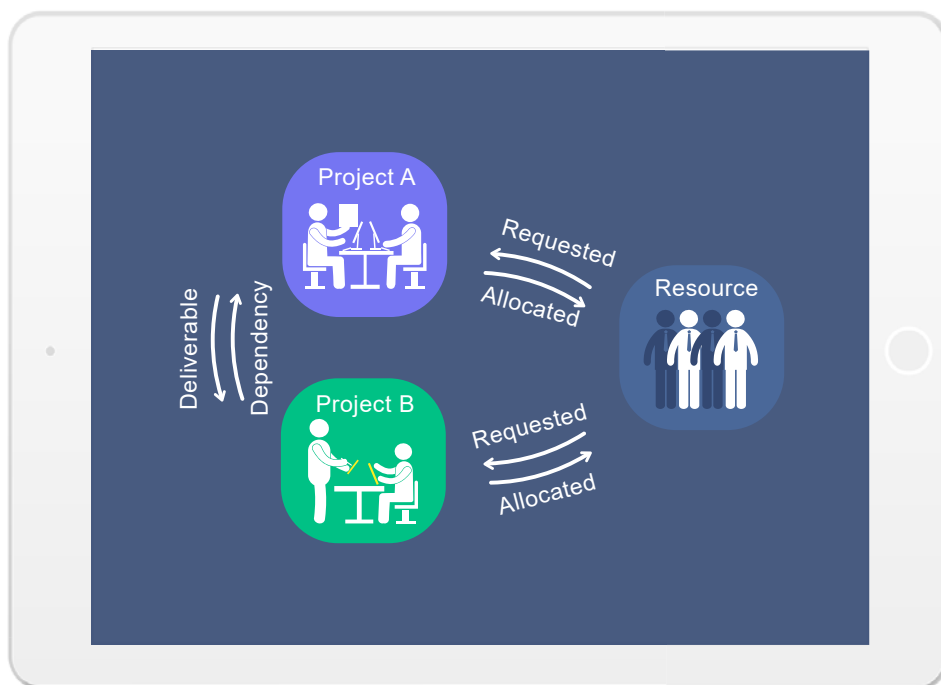 Project A
Requested
Allocated
Resource
Deliverable
Dependency
Project B
Requested
Allocated